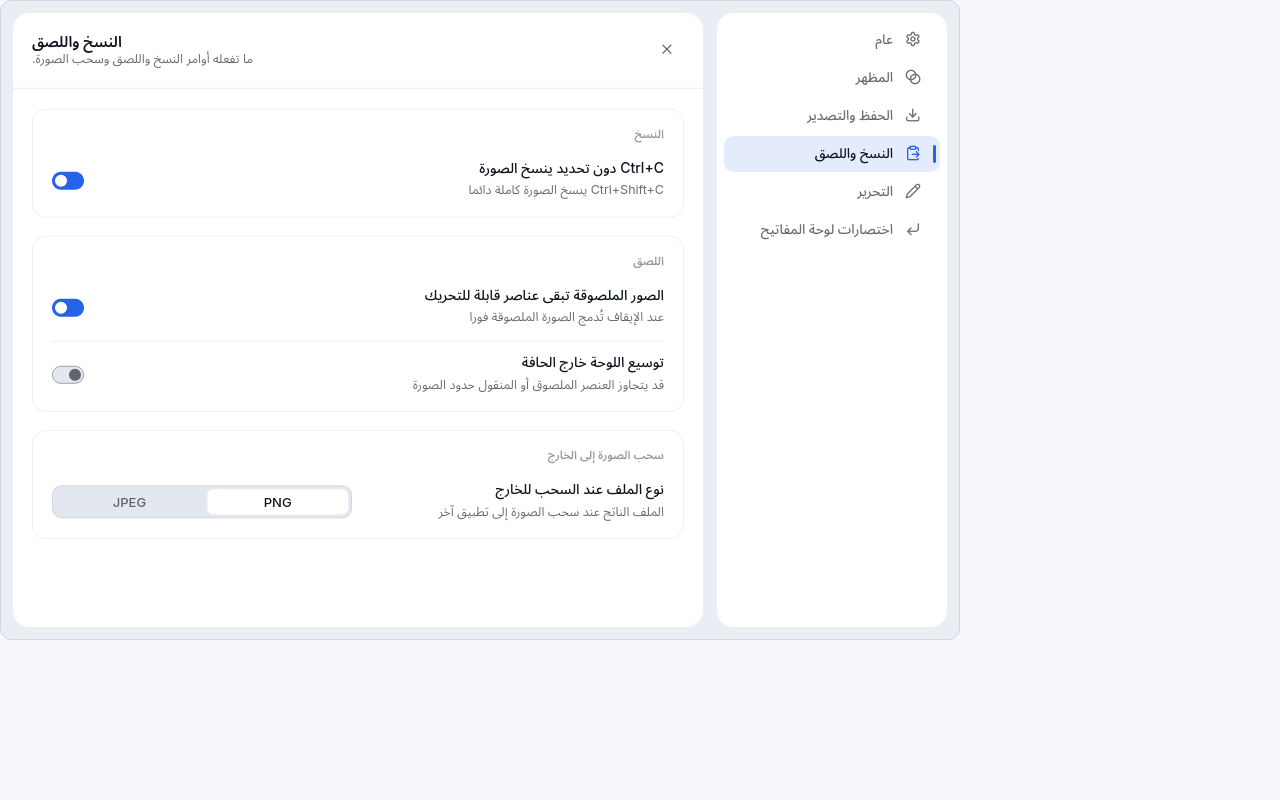 عام
المظهر
الحفظ والتصدير
النسخ واللصق
التحرير
اختصارات لوحة المفاتيح
النسخ واللصق
ما تفعله أوامر النسخ واللصق وسحب الصورة.
النسخ
Ctrl+C دون تحديد ينسخ الصورة
Ctrl+Shift+C ينسخ الصورة كاملة دائما
اللصق
الصور الملصوقة تبقى عناصر قابلة للتحريك
عند الإيقاف تُدمج الصورة الملصوقة فورا
توسيع اللوحة خارج الحافة
قد يتجاوز العنصر الملصوق أو المنقول حدود الصورة
سحب الصورة إلى الخارج
نوع الملف عند السحب للخارج
الملف الناتج عند سحب الصورة إلى تطبيق آخر
PNG
JPEG